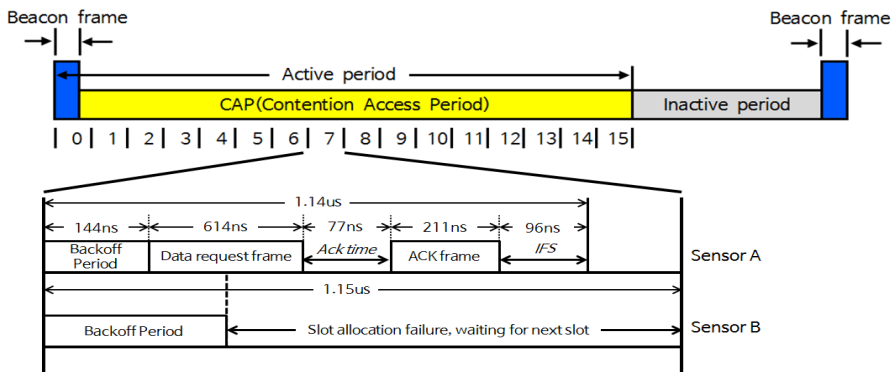 Beacon frame
Beacon frame
Active period
CAP(Contention Access Period)
Inactive period
0 1 2 3 4 5 6 7 8 9 10 11 12 13 14 15
1.14us
144ns 614ns 77ns 211ns 96ns
Backoff
Period
Data request frame
Ack time
ACK frame
IFS
Sensor A
1.15us
Backoff Period
Slot allocation failure, waiting for next slot
Sensor B